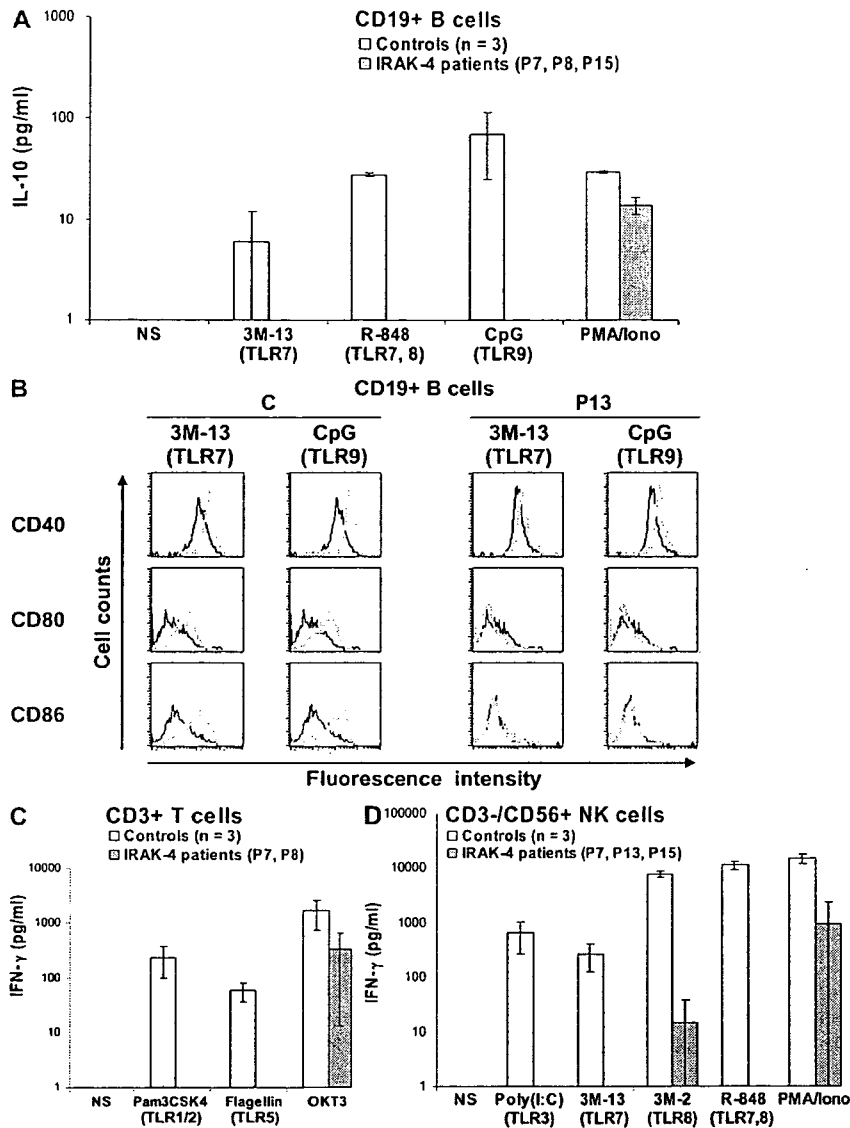 A
CD19+ B cells
Controls (n = 3)
IRAK-4 patients (P7, P8, P15)
IL-10 (pg/ml)
1000
100
10
1
NS
3M-13
(TLR7)
R-848
(TLR7, 8)
CpG
(TLR9)
PMA/Iono
B
CD19+ B cells
C
P13
3M-13
(TLR7)
CpG
(TLR9)
3M-13
(TLR7)
CpG
(TLR9)
CD40
CD80
CD86
Cell counts
Fluorescence intensity
C
CD3+ T cells
Controls (n = 3)
IRAK-4 patients (P7, P8)
IFN-γ (pg/ml)
10000
1000
100
10
1
NS
Pam3CSK4
(TLR1/2)
Flagellin
(TLR5)
OKT3
D
CD3-/CD56+ NK cells
Controls (n = 3)
IRAK-4 patients (P7, P13, P15)
IFN-γ (pg/ml)
100000
10000
1000
100
10
1
NS
Poly(I:C)
(TLR3)
3M-13
(TLR7)
3M-2
(TLR8)
R-848
(TLR7,8)
PMA/Iono